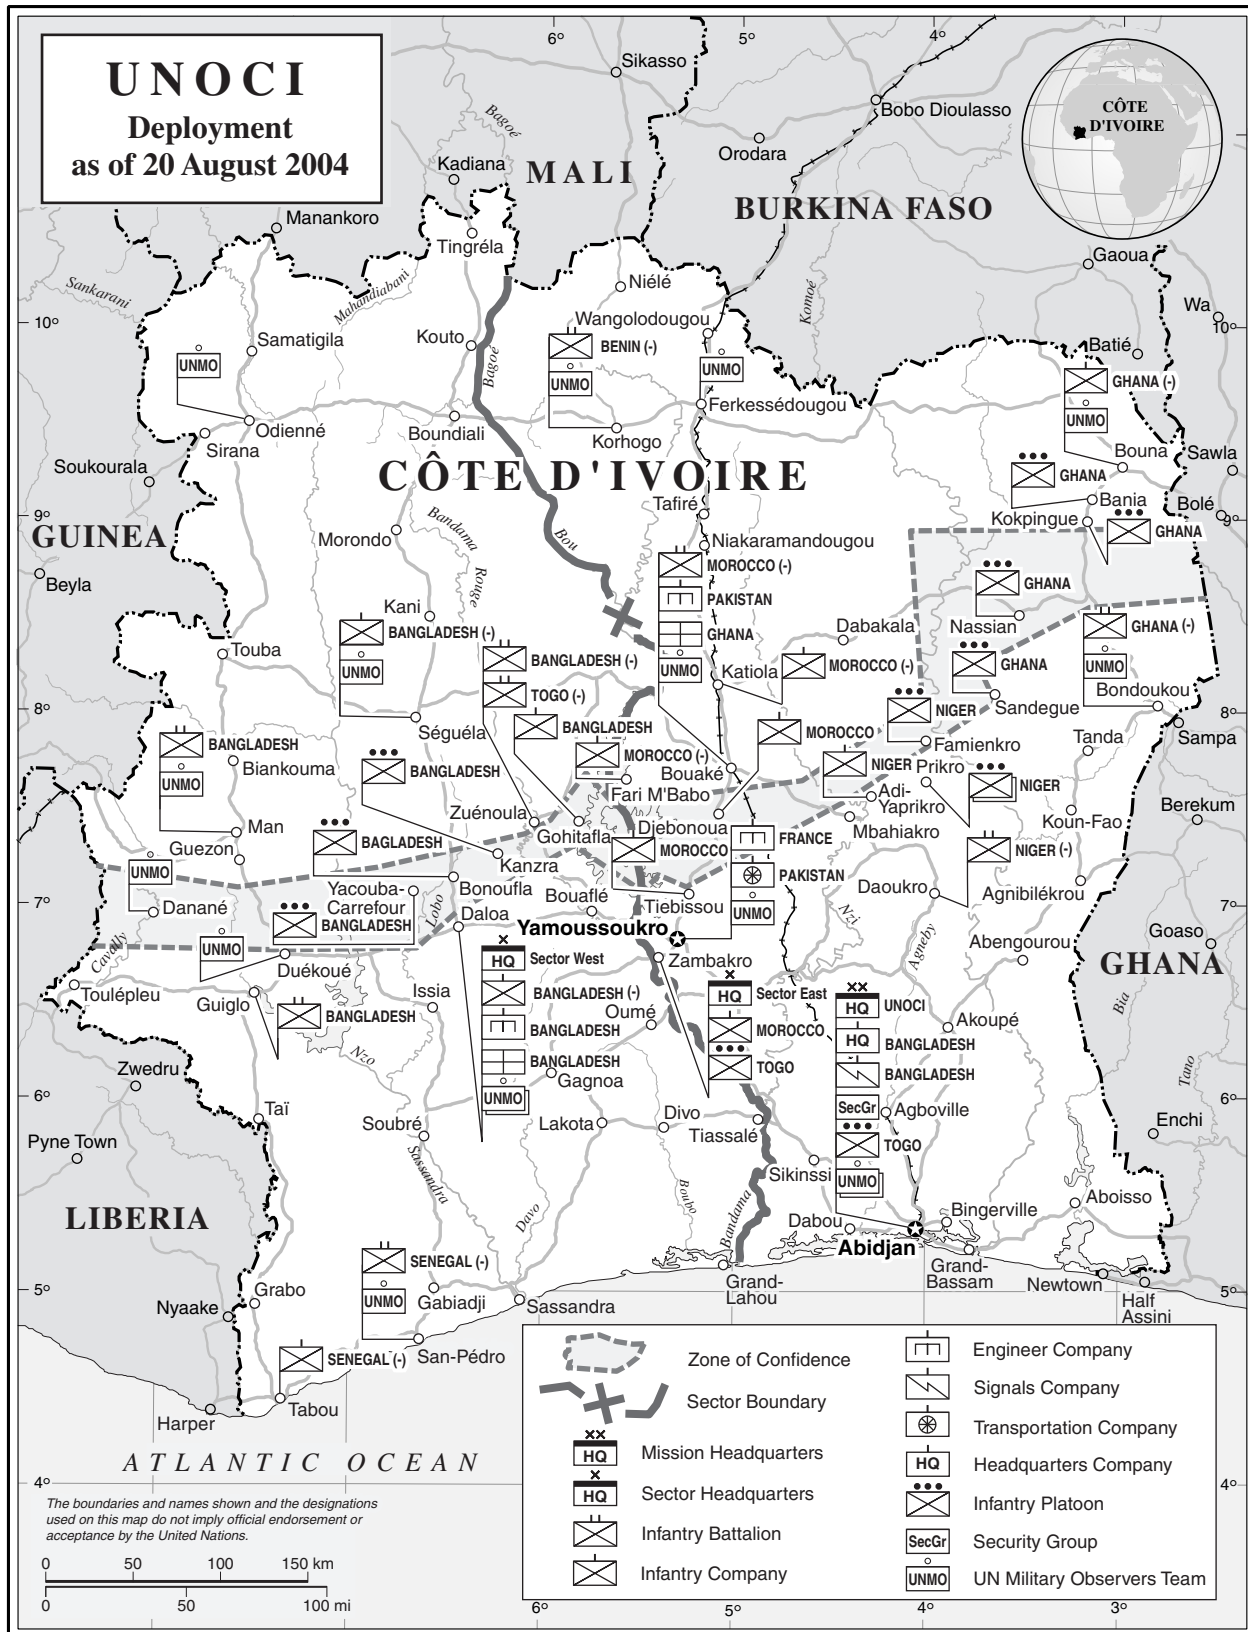 UNOCI
Deployment
as of 20 August 2004
6°
5°
4°
CÔTE
D'IVOIRE
Sikasso
Bobo Dioulasso
Orodara
Bagoé
Kadiana
MALI
BURKINA FASO
Manankoro
Tingréla
Gaoua
Sankarani
Mahandiabani
Niélé
Komoé
Wa
10°
10°
Samatigila
Kouto
Wangolodougou
Batié
BENIN (-)
UNMO
UNMO
UNMO
Bagoé
GHANA (-)
UNMO
Ferkessédougou
Odienné
Boundiali
Korhogo
Sirana
Bouna
Sawla
Soukourala
CÔTE D'IVOIRE
GHANA
Bania
Tafiré
Kokpingue
Bolé
9°
9°
GUINEA
Morondo
Bandama
Rouge
Bou
Niakaramandougou
GHANA
MOROCCO (-)
PAKISTAN
GHANA
UNMO
Beyla
GHANA
Kani
BANGLADESH (-)
UNMO
Dabakala
Nassian
GHANA (-)
UNMO
Touba
BANGLADESH (-)
TOGO (-)
BANGLADESH
MOROCCO (-)
Katiola
MOROCCO (-)
GHANA
Bondoukou
8°
8°
Séguéla
NIGER
Sandegue
Sampa
BANGLADESH
UNMO
Biankouma
BANGLADESH
MOROCCO
Famienkro
Tanda
Bouaké
Fari M'Babo
NIGER
Prikro
NIGER
Adi-
Yaprikro
Berekum
Zuénoula
Gohitafla
Djebonoua
Mbahiakro
Koun-Fao
Man
Guezon
BAGLADESH
Kanzra
MOROCCO
FRANCE
PAKISTAN
UNMO
NIGER (-)
UNMO
Danané
Yacouba-
Carrefour
BANGLADESH
Bonoufla
Bouaflé
Tiebissou
Daoukro
Agnibilékrou
7°
7°
Lobo
Daloa
Yamoussoukro
Nzi
Agneby
Abengourou
Goaso
Cavally
UNMO
Duékoué
Zambakro
GHANA
HQ
Sector West
BANGLADESH (-)
BANGLADESH
BANGLADESH
UNMO
Toulépleu
Guiglo
Issia
HQ
Sector East
MOROCCO
TOGO
HQ
UNOCI
HQ
BANGLADESH
BANGLADESH
SecGr
TOGO
UNMO
Bia
BANGLADESH
Oumé
Akoupé
Nzo
Zwedru
Gagnoa
Tano
6°
6°
Taï
Soubré
Lakota
Divo
Tiassalé
Agboville
Enchi
Pyne Town
Sassandra
Sikinssi
LIBERIA
Davo
Boubo
Bandama
Dabou
Bingerville
Aboisso
Abidjan
SENEGAL (-)
UNMO
Grand-
Lahou
Grand-
Bassam
Newtown
Half
Assini
5°
5°
Nyaake
Grabo
Gabiadji
Sassandra
San-Pédro
SENEGAL (-)
Harper
Tabou
ATLANTIC OCEAN
4°
4°
The boundaries and names shown and the designations
used on this map do not imply official endorsement or
acceptance by the United Nations.
0 50 100 150 km
0 50 100 mi
Zone of Confidence
Sector Boundary
HQ Mission Headquarters
HQ Sector Headquarters
Infantry Battalion
Infantry Company
Engineer Company
Signals Company
Transportation Company
HQ Headquarters Company
Infantry Platoon
SecGr Security Group
UNMO UN Military Observers Team
6°
5°
4°
3°